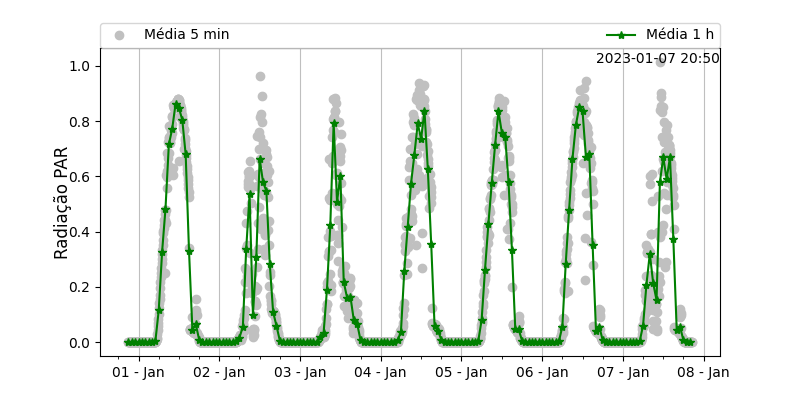 Média 5 min
Média 1 h
2023-01-07 20:50
Radiação PAR
1.0
0.8
0.6
0.4
0.2
0.0
01 - Jan
02 - Jan
03 - Jan
04 - Jan
05 - Jan
06 - Jan
07 - Jan
08 - Jan